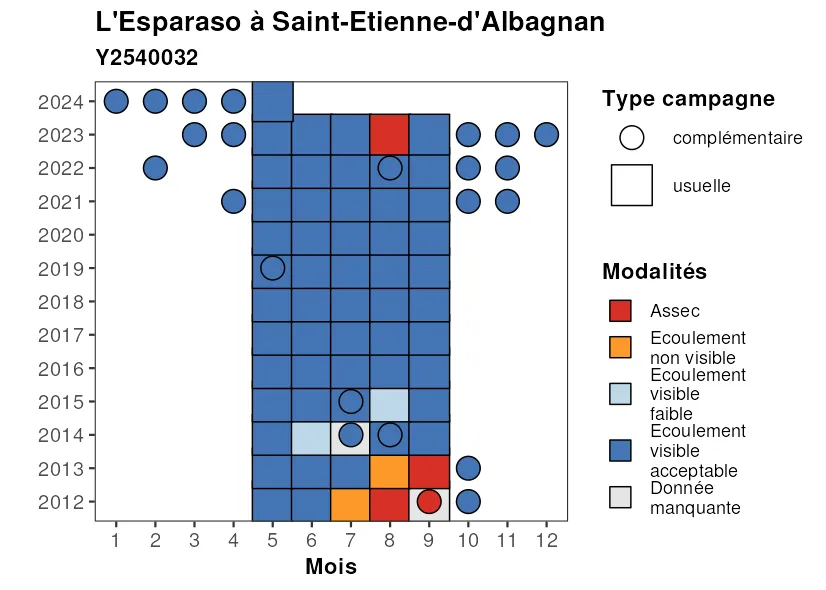 L'Esparaso à Saint-Etienne-d'Albagnan
Y2540032
2024
2023
2022
2021
2020
2019
2018
2017
2016
2015
2014
2013
2012
1 2 3 4 5 6 7 8 9 10 11 12
Mois
Type campagne
complémentaire
usuelle
Modalités
Assec
Ecoulement
non visible
Ecoulement
visible
faible
Ecoulement
visible
acceptable
Donnée
manquante